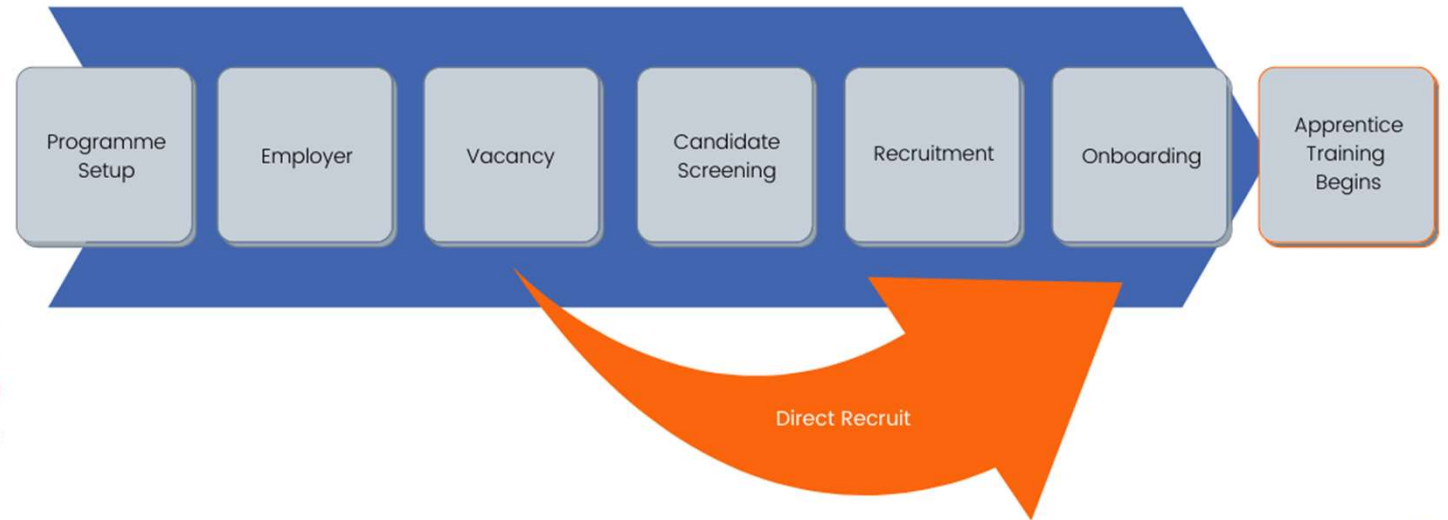 Programme
Setup
Employer
Vacancy
Candidate
Screening
Recruitment
Onboarding
Apprentice
Training
Begins
Direct Recruit